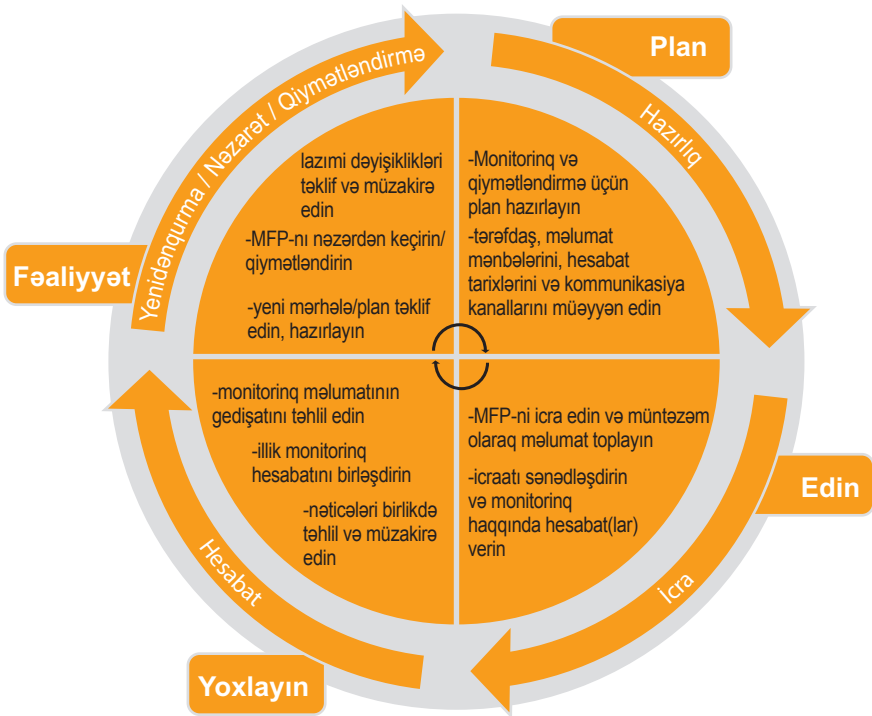 Plan
Hazırlıq
-Monitorinq və
qiymətləndirmə üçün
plan hazırlayın
-tərəfdaş, məlumat
mənbələrini, hesabat
tarixlərini və kommunikasiya
kanallarını müəyyən edin
Edin
İcra
-MFP-ni icra edin və müntəzəm
olaraq məlumat toplayın
-icraatı sənədləşdirin
və monitorinq
haqqında hesabat(lar)
verin
Yoxlayın
Hesabat
-monitorinq məlumatının
gedişatını təhlil edin
-illik monitorinq
hesabatını birləşdirin
-nəticələri birlikdə
təhlil və müzakirə
edin
Fəaliyyət
Yenidənqurma / Nəzarət / Qiymətləndirmə
lazımi dəyişiklikləri
təklif və müzakirə
edin
-MFP-nı nəzərdən keçirin/
qiymətləndirin
-yeni mərhələ/plan təklif
edin, hazırlayın